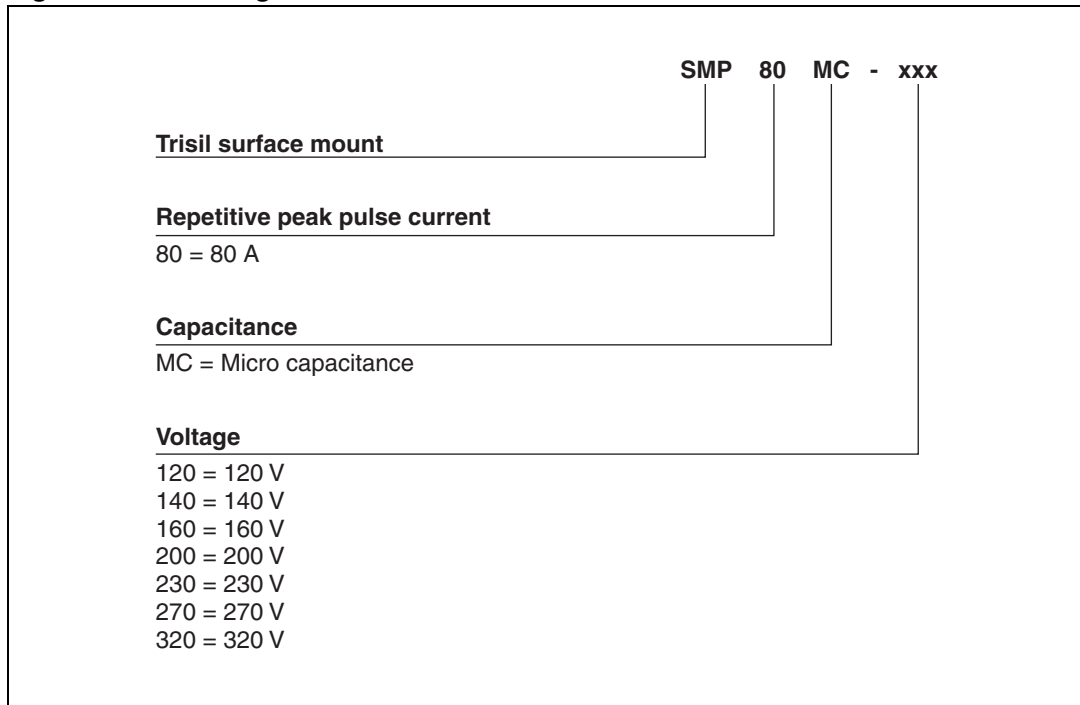 SMP 80 MC - xxx
Trisil surface mount
Repetitive peak pulse current
80 = 80 A
Capacitance
MC = Micro capacitance
Voltage
120 = 120 V
140 = 140 V
160 = 160 V
200 = 200 V
230 = 230 V
270 = 270 V
320 = 320 V